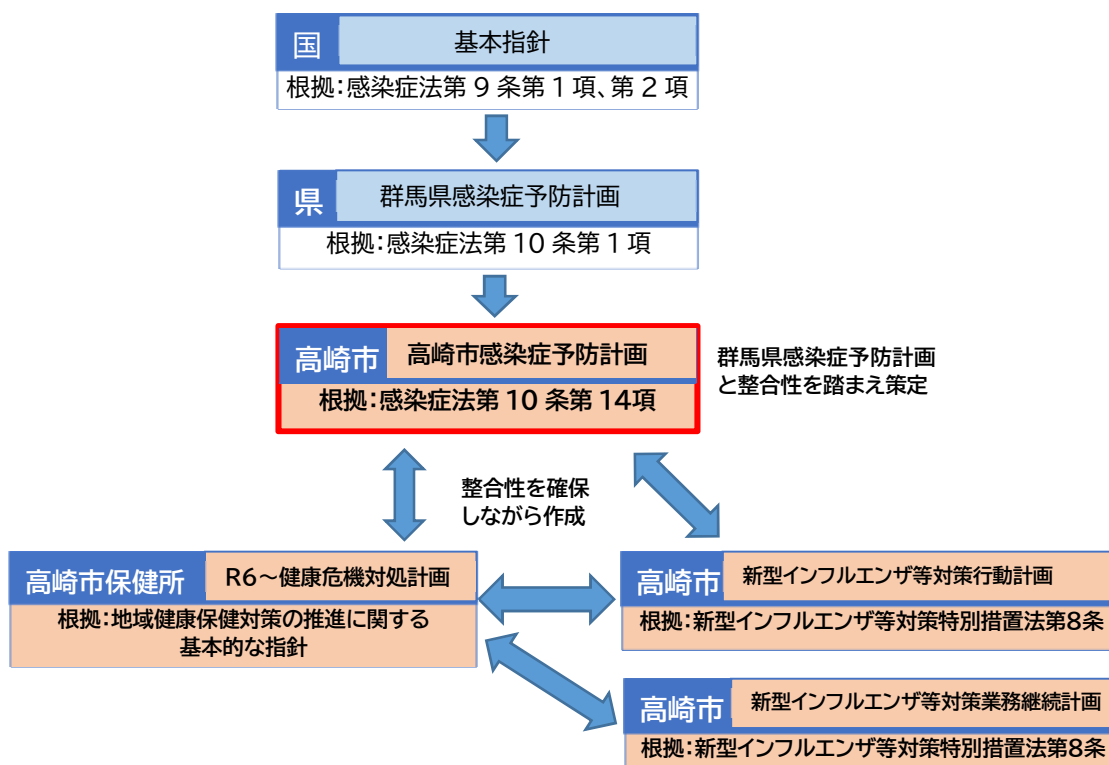 国 基本指針
根拠：感染症法第９条第１項、第２項
県 群馬県感染症予防計画
根拠：感染症法第 10 条第１項
高崎市 高崎市感染症予防計画
根拠：感染症法第 10 条第 14項
群馬県感染症予防計画
と整合性を踏まえ策定
整合性を確保
しながら作成
高崎市保健所 R6～健康危機対処計画
根拠：地域健康保健対策の推進に関する
基本的な指針
高崎市 新型インフルエンザ等対策行動計画
根拠：新型インフルエンザ等対策特別措置法第8条
高崎市 新型インフルエンザ等対策業務継続計画
根拠：新型インフルエンザ等対策特別措置法第8条